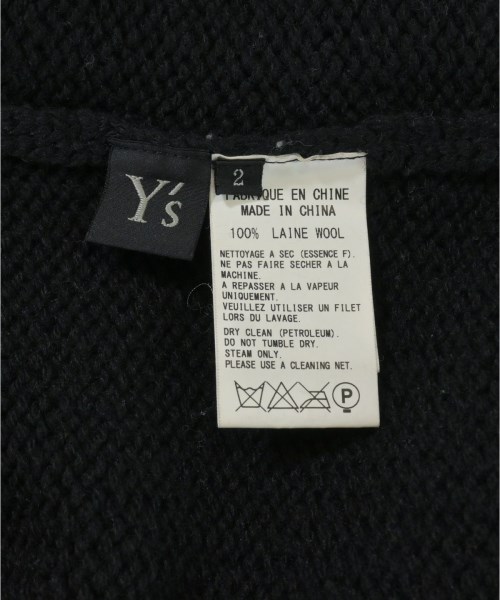 Y's
2
FABRIQUE EN CHINE
MADE IN CHINA
100% LAINE WOOL
NETTOYAGE A SEC (ESSENCE F).
NE PAS FAIRE SECHER A LA
MACHINE.
A REPASSER A LA VAPEUR
UNIQUEMENT.
VEUILLEZ UTILISER UN FILET
LORS DU LAVAGE.
DRY CLEAN (PETROLEUM).
DO NOT TUMBLE DRY.
STEAM ONLY.
PLEASE USE A CLEANING NET.
P